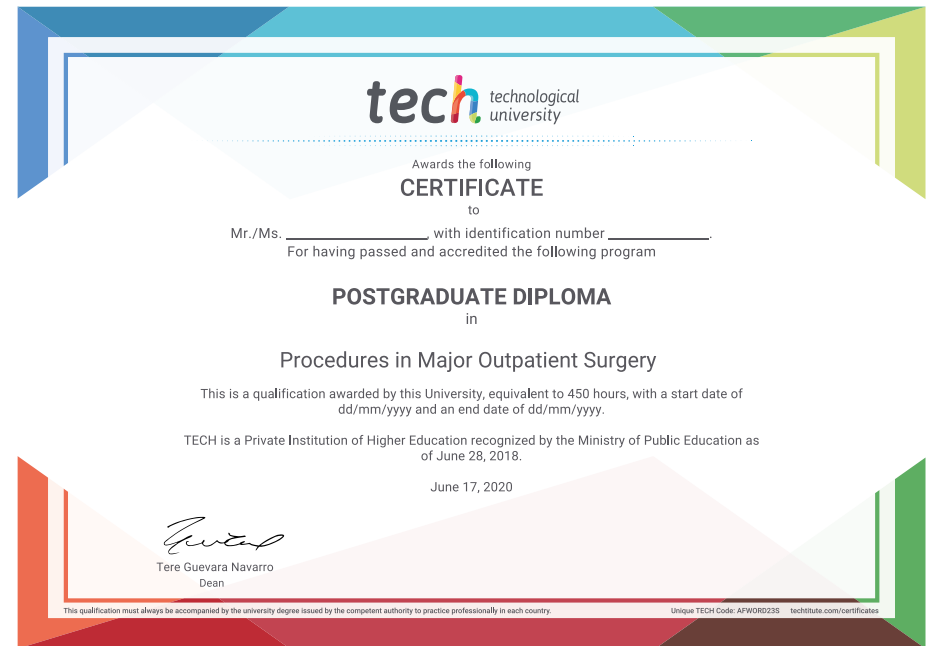 tech technological
university
Awards the following
CERTIFICATE
to
Mr./Ms. ____________________, with identification number ______________.
For having passed and accredited the following program
POSTGRADUATE DIPLOMA
in
Procedures in Major Outpatient Surgery
This is a qualification awarded by this University, equivalent to 450 hours, with a start date of
dd/mm/yyyy and an end date of dd/mm/yyyy.
TECH is a Private Institution of Higher Education recognized by the Ministry of Public Education as
of June 28, 2018.
June 17, 2020
Tere Guevara Navarro
Dean
This qualification must always be accompanied by the university degree issued by the competent authority to practice professionally in each country.
Unique TECH Code: AFWORD23S techtitute.com/certificates